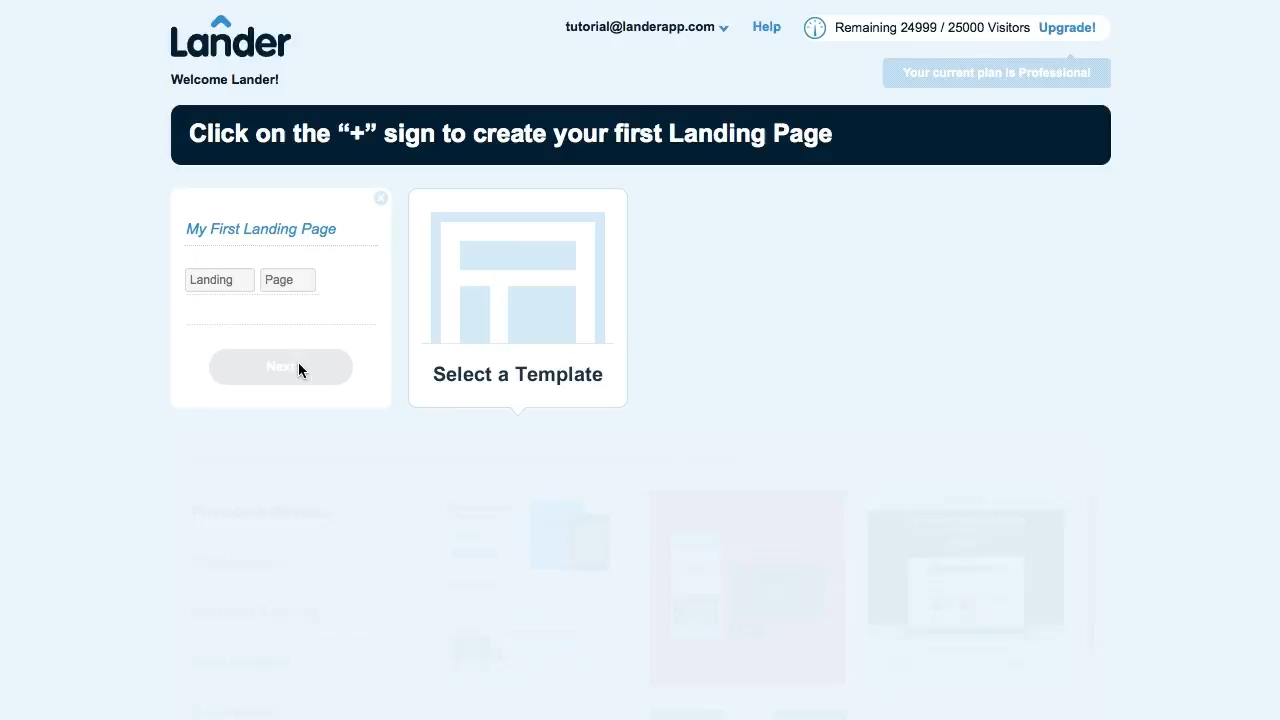 Lander
tutorial@landerapp.com
Help
Remaining 24999 / 25000 Visitors Upgrade!
Welcome Lander!
Your current plan is Professional
Click on the “+” sign to create your first Landing Page
My First Landing Page
Landing Page
Next
Select a Template